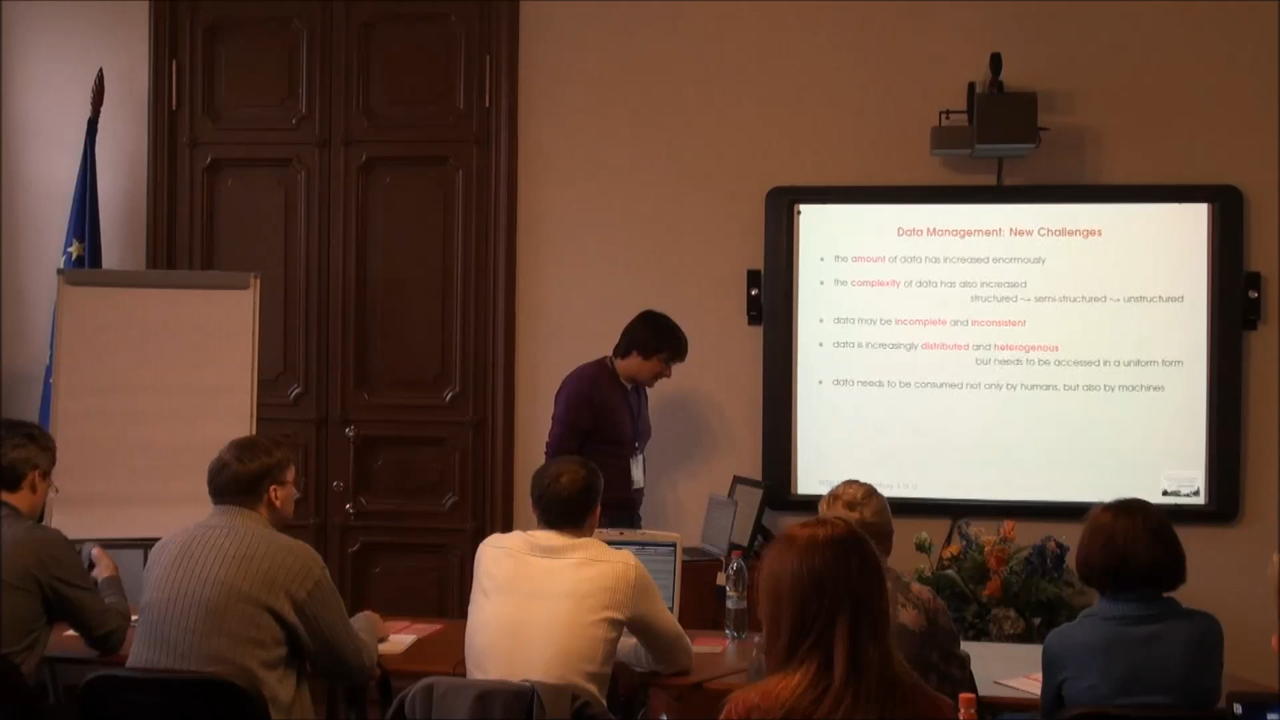 Data Management: New Challenges
• the amount of data has increased enormously
• the complexity of data has also increased
structured ⤳ semi-structured ⤳ unstructured
• data may be incomplete and inconsistent
• data is increasingly distributed and heterogenous
but needs to be accessed in a uniform form
• data needs to be consumed not only by humans, but also by machines